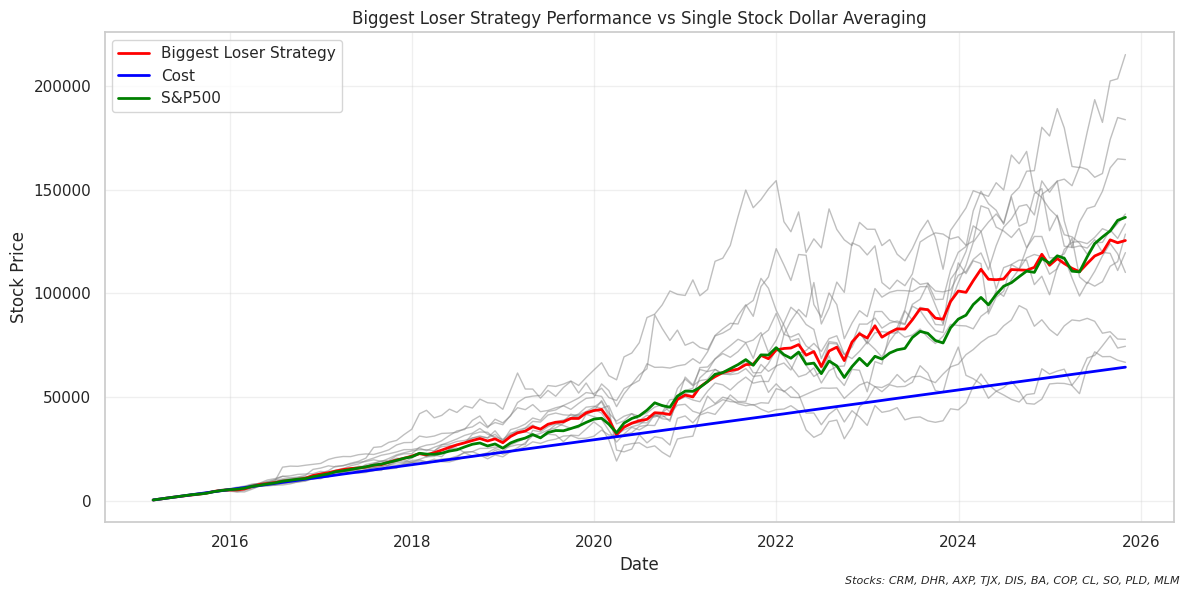 Biggest Loser Strategy Performance vs Single Stock Dollar Averaging
Biggest Loser Strategy
Cost
S&P500
Stock Price
200000
150000
100000
50000
0
2016
2018
2020
2022
2024
2026
Date
Stocks: CRM, DHR, AXP, TJX, DIS, BA, COP, CL, SO, PLD, MLM